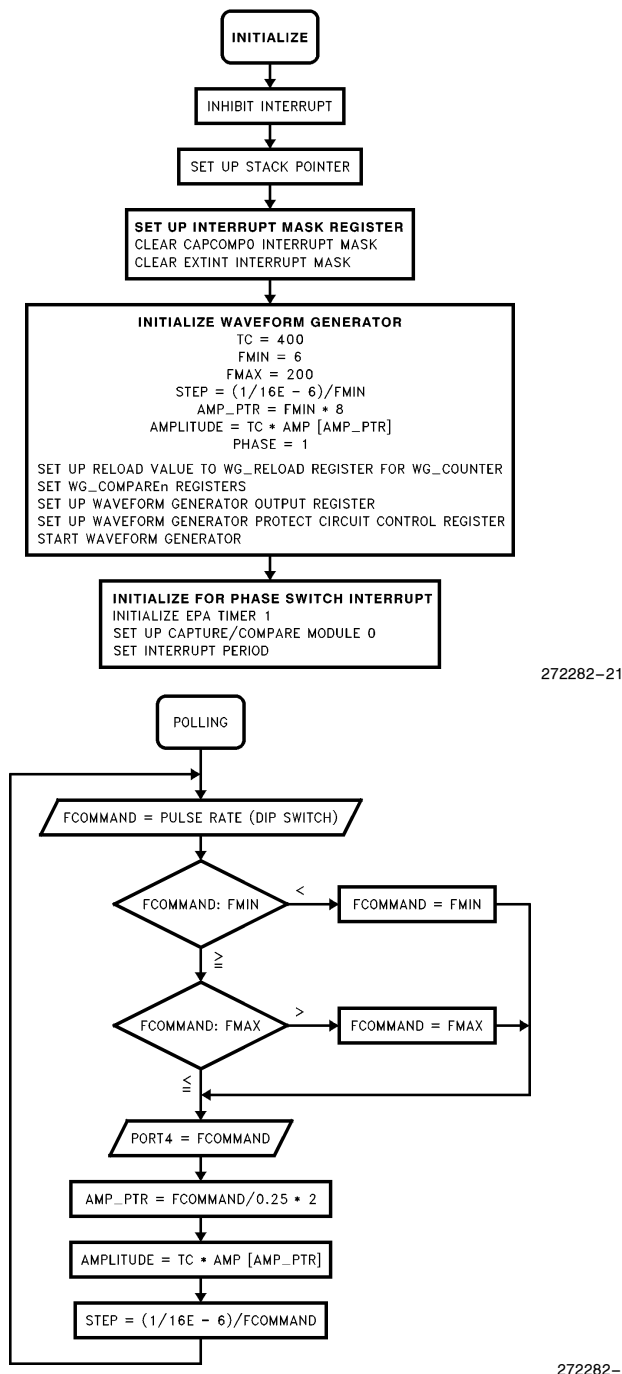 INITIALIZE
INHIBIT INTERRUPT
SET UP STACK POINTER
SET UP INTERRUPT MASK REGISTER
CLEAR CAPCOMP0 INTERRUPT MASK
CLEAR EXTINT INTERRUPT MASK
INITIALIZE WAVEFORM GENERATOR
TC = 400
FMIN = 6
FMAX = 200
STEP = (1/16E − 6)/FMIN
AMP_PTR = FMIN * 8
AMPLITUDE = TC * AMP [AMP_PTR]
PHASE = 1
SET UP RELOAD VALUE TO WG_RELOAD REGISTER FOR WG_COUNTER
SET WG_COMPAREn REGISTERS
SET UP WAVEFORM GENERATOR OUTPUT REGISTER
SET UP WAVEFORM GENERATOR PROTECT CIRCUIT CONTROL REGISTER
START WAVEFORM GENERATOR
INITIALIZE FOR PHASE SWITCH INTERRUPT
INITIALIZE EPA TIMER 1
SET UP CAPTURE/COMPARE MODULE 0
SET INTERRUPT PERIOD
272282–21
POLLING
FCOMMAND = PULSE RATE (DIP SWITCH)
FCOMMAND: FMIN
<
FCOMMAND = FMIN
≧
FCOMMAND: FMAX
>
FCOMMAND = FMAX
≦
PORT4 = FCOMMAND
AMP_PTR = FCOMMAND/0.25 * 2
AMPLITUDE = TC * AMP [AMP_PTR]
STEP = (1/16E − 6)/FCOMMAND
272282–